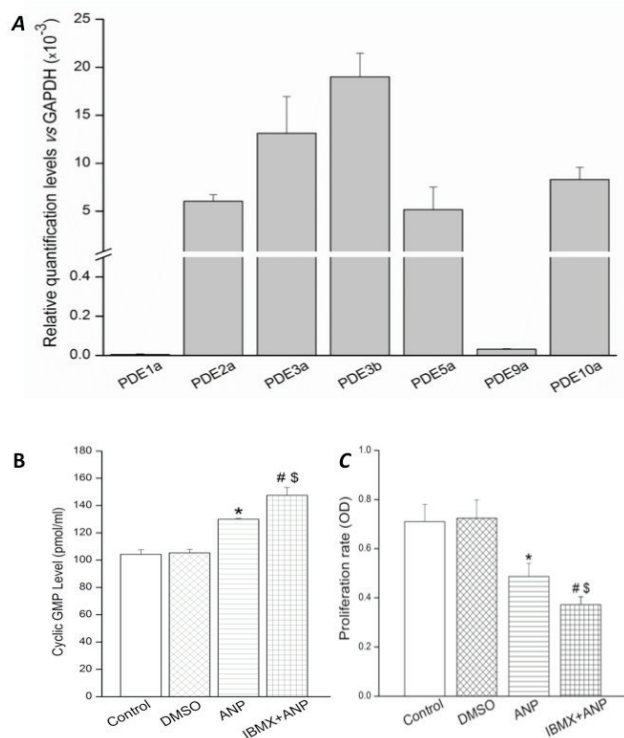 A
Relative quantification levels vs GAPDH (x10⁻³)
25
20
15
10
5
0.4
0.2
0.0
PDE1a
PDE2a
PDE3a
PDE3b
PDE5a
PDE9a
PDE10a
B
Cyclic GMP Level (pmol/ml)
180
160
140
120
100
80
60
40
20
0
*
# $
Control
DMSO
ANP
IBMX+ANP
C
Proliferation rate (OD)
1.0
0.8
0.6
0.4
0.2
0.0
*
# $
Control
DMSO
ANP
IBMX+ANP